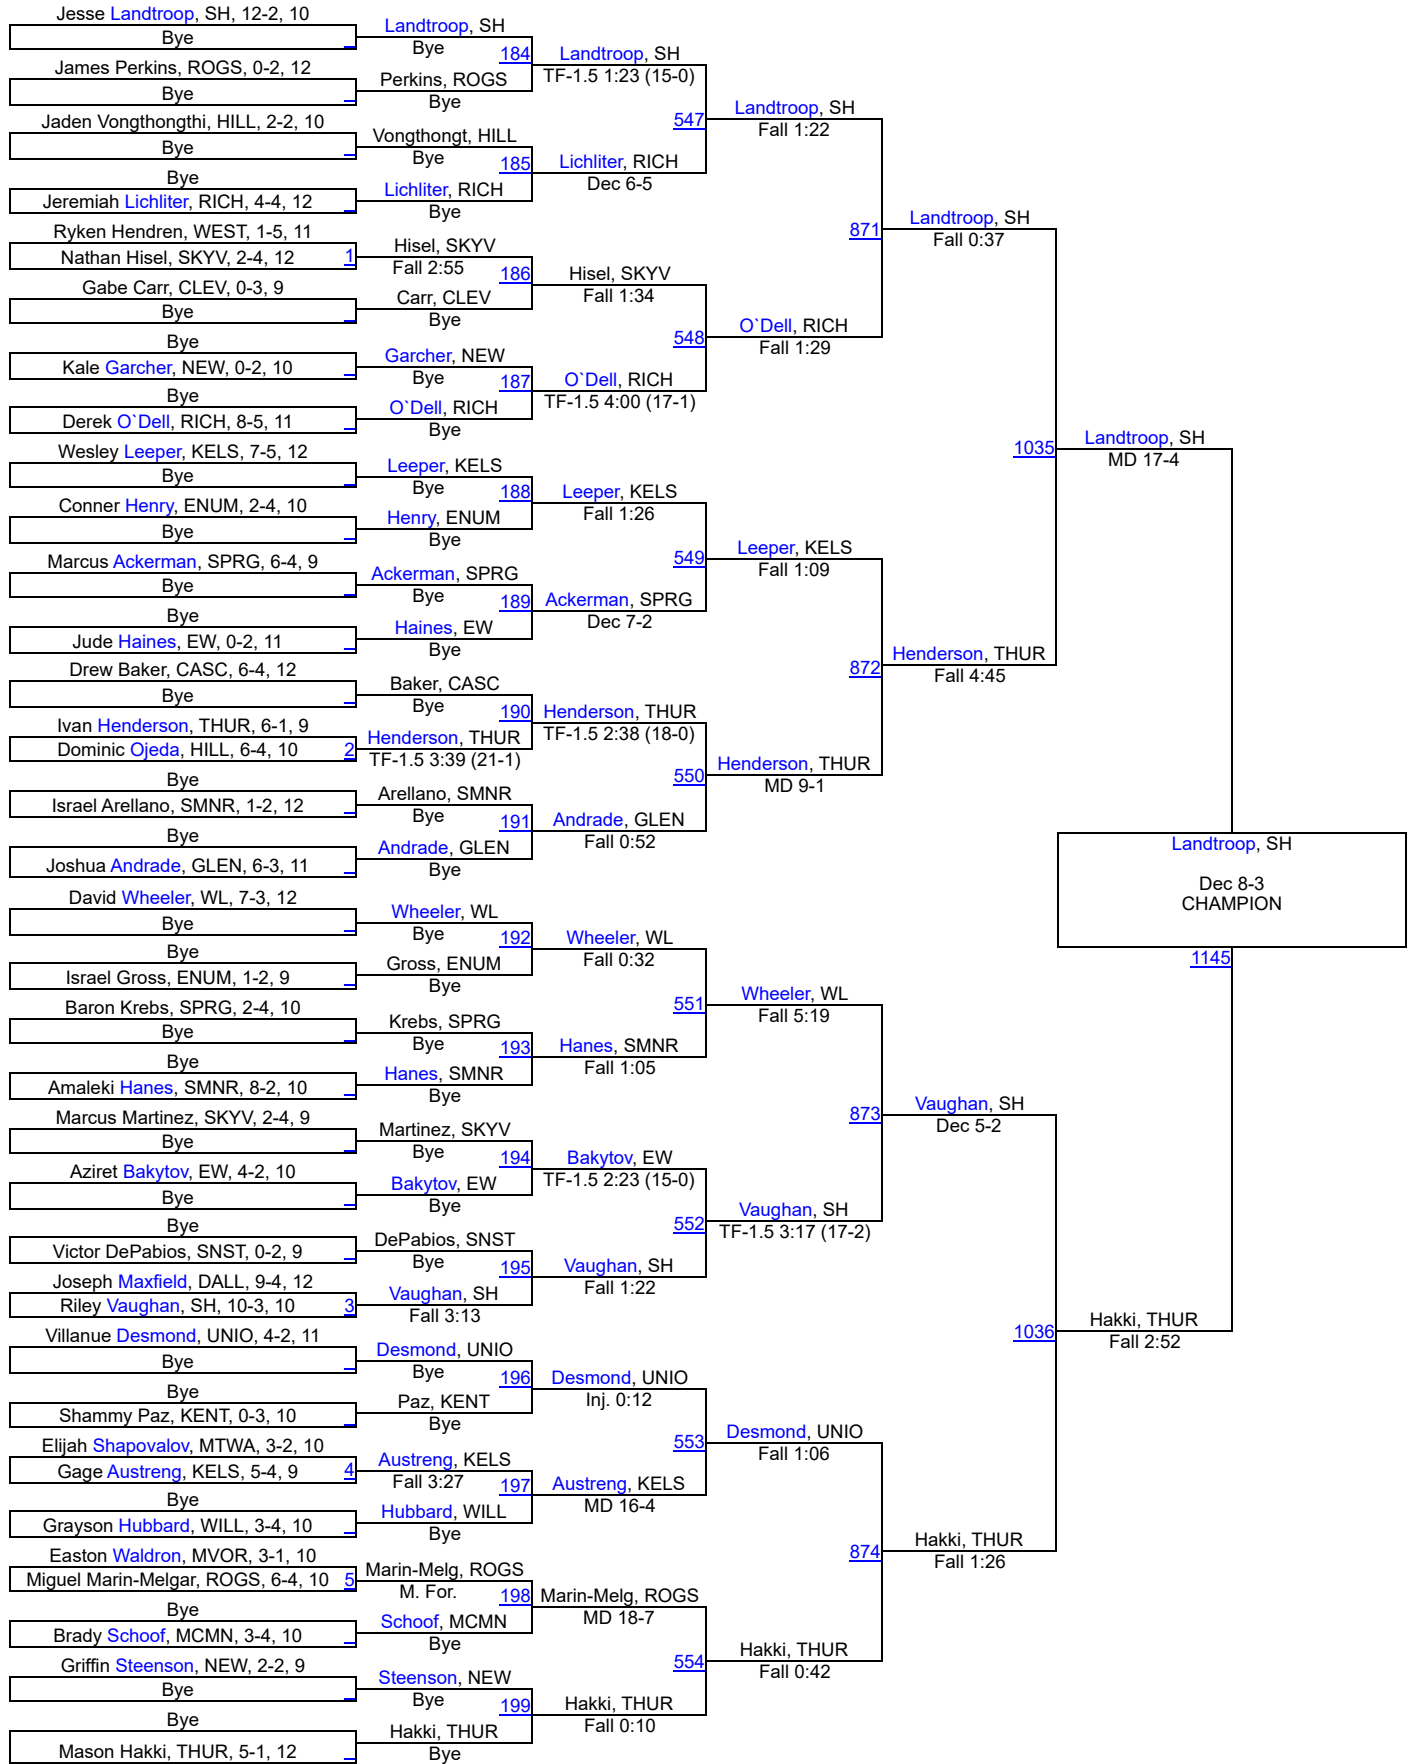 Jesse Landtroop, SH, 12-2, 10
Bye
James Perkins, ROGS, 0-2, 12
Bye
Jaden Vongthongthi, HILL, 2-2, 10
Bye
Bye
Jeremiah Lichliter, RICH, 4-4, 12
Ryken Hendren, WEST, 1-5, 11
Nathan Hisel, SKYV, 2-4, 12
1
Gabe Carr, CLEV, 0-3, 9
Bye
Bye
Kale Garcher, NEW, 0-2, 10
Bye
Derek O`Dell, RICH, 8-5, 11
Wesley Leeper, KELS, 7-5, 12
Bye
Conner Henry, ENUM, 2-4, 10
Bye
Marcus Ackerman, SPRG, 6-4, 9
Bye
Bye
Jude Haines, EW, 0-2, 11
Drew Baker, CASC, 6-4, 12
Bye
Ivan Henderson, THUR, 6-1, 9
Dominic Ojeda, HILL, 6-4, 10
2
Bye
Israel Arellano, SMNR, 1-2, 12
Bye
Joshua Andrade, GLEN, 6-3, 11
David Wheeler, WL, 7-3, 12
Bye
Bye
Israel Gross, ENUM, 1-2, 9
Baron Krebs, SPRG, 2-4, 10
Bye
Bye
Amaleki Hanes, SMNR, 8-2, 10
Marcus Martinez, SKYV, 2-4, 9
Bye
Aziret Bakytov, EW, 4-2, 10
Bye
Bye
Victor DePabios, SNST, 0-2, 9
Joseph Maxfield, DALL, 9-4, 12
Riley Vaughan, SH, 10-3, 10
3
Villanue Desmond, UNIO, 4-2, 11
Bye
Bye
Shammy Paz, KENT, 0-3, 10
Elijah Shapovalov, MTWA, 3-2, 10
Gage Austreng, KELS, 5-4, 9
4
Bye
Grayson Hubbard, WILL, 3-4, 10
Easton Waldron, MVOR, 3-1, 10
Miguel Marin-Melgar, ROGS, 6-4, 10
5
Bye
Brady Schoof, MCMN, 3-4, 10
Griffin Steenson, NEW, 2-2, 9
Bye
Bye
Mason Hakki, THUR, 5-1, 12
Landtroop, SH
Bye
184
Perkins, ROGS
Bye
Vongthongt, HILL
Bye
185
Lichliter, RICH
Bye
Hisel, SKYV
Fall 2:55
186
Carr, CLEV
Bye
Garcher, NEW
Bye
187
O`Dell, RICH
Bye
Leeper, KELS
Bye
188
Henry, ENUM
Bye
Ackerman, SPRG
Bye
189
Haines, EW
Bye
Baker, CASC
Bye
190
Henderson, THUR
TF-1.5 3:39 (21-1)
Arellano, SMNR
Bye
191
Andrade, GLEN
Bye
Wheeler, WL
Bye
192
Gross, ENUM
Bye
Krebs, SPRG
Bye
193
Hanes, SMNR
Bye
Martinez, SKYV
Bye
194
Bakytov, EW
Bye
DePabios, SNST
Bye
195
Vaughan, SH
Fall 3:13
Desmond, UNIO
Bye
196
Paz, KENT
Bye
Austreng, KELS
Fall 3:27
197
Hubbard, WILL
Bye
Marin-Melg, ROGS
M. For.
198
Schoof, MCMN
Bye
Steenson, NEW
Bye
199
Hakki, THUR
Bye
Landtroop, SH
TF-1.5 1:23 (15-0)
547
Lichliter, RICH
Dec 6-5
Hisel, SKYV
Fall 1:34
548
O`Dell, RICH
TF-1.5 4:00 (17-1)
Leeper, KELS
Fall 1:26
549
Ackerman, SPRG
Dec 7-2
Henderson, THUR
TF-1.5 2:38 (18-0)
550
Andrade, GLEN
Fall 0:52
Wheeler, WL
Fall 0:32
551
Hanes, SMNR
Fall 1:05
Bakytov, EW
TF-1.5 2:23 (15-0)
552
Vaughan, SH
Fall 1:22
Desmond, UNIO
Inj. 0:12
553
Austreng, KELS
MD 16-4
Marin-Melg, ROGS
MD 18-7
554
Hakki, THUR
Fall 0:10
Landtroop, SH
Fall 1:22
871
O`Dell, RICH
Fall 1:29
Leeper, KELS
Fall 1:09
872
Henderson, THUR
MD 9-1
Wheeler, WL
Fall 5:19
873
Vaughan, SH
TF-1.5 3:17 (17-2)
Desmond, UNIO
Fall 1:06
874
Hakki, THUR
Fall 0:42
Landtroop, SH
Fall 0:37
1035
Henderson, THUR
Fall 4:45
Vaughan, SH
Dec 5-2
1036
Hakki, THUR
Fall 1:26
Landtroop, SH
MD 17-4
Hakki, THUR
Fall 2:52
Landtroop, SH
Dec 8-3
CHAMPION
1145